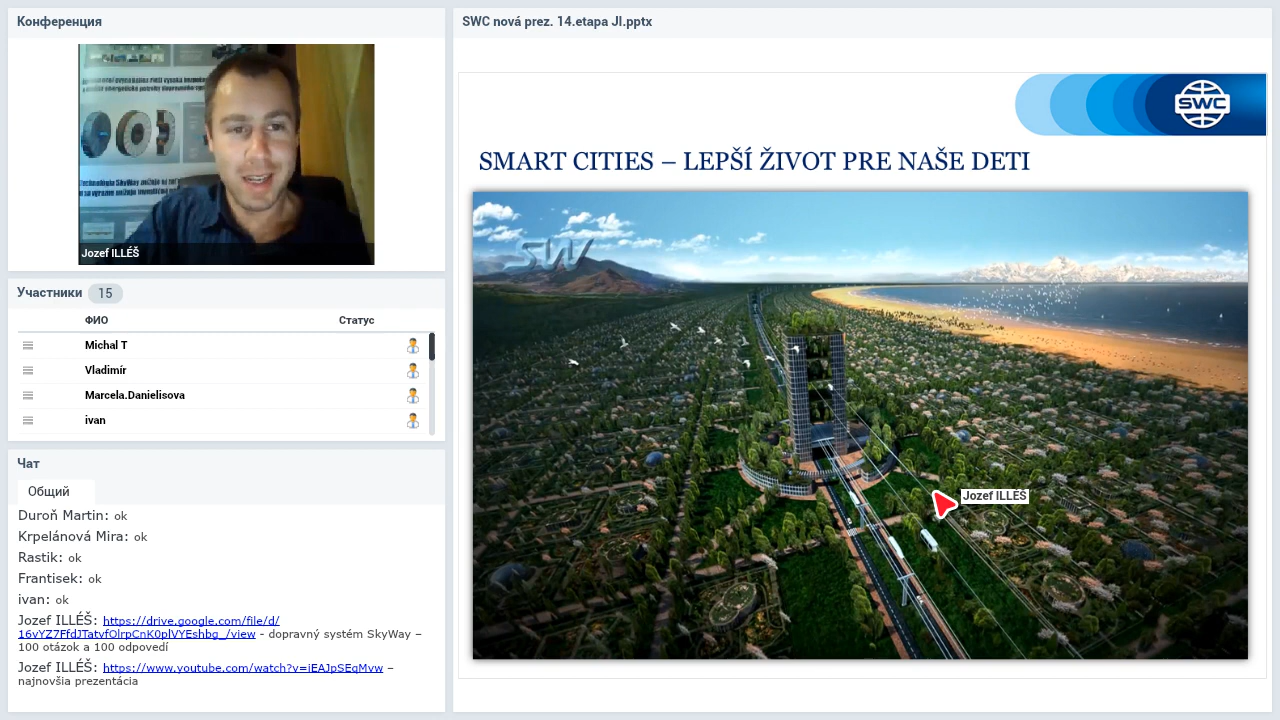 Конференция
Jozef ILLÉŠ
Участники 15
ФИО Статус
Michal T
Vladimír
Marcela.Danielisova
ivan
Чат
Общий
Duroň Martin: ok
Krpelánová Mira: ok
Rastik: ok
Frantisek: ok
ivan: ok
Jozef ILLÉŠ: https://drive.google.com/file/d/
16vYZ7FfdJTatvfOlrpCnK0plVYEshbg_/view - dopravný systém SkyWay –
100 otázok a 100 odpovedí
Jozef ILLÉŠ: https://www.youtube.com/watch?v=iEAJpSEqMvw –
najnovšia prezentácia
SWC nová prez. 14.etapa JI.pptx
SWC
SMART CITIES – LEPŠÍ ŽIVOT PRE NAŠE DETI
SW
Jozef ILLÉŠ